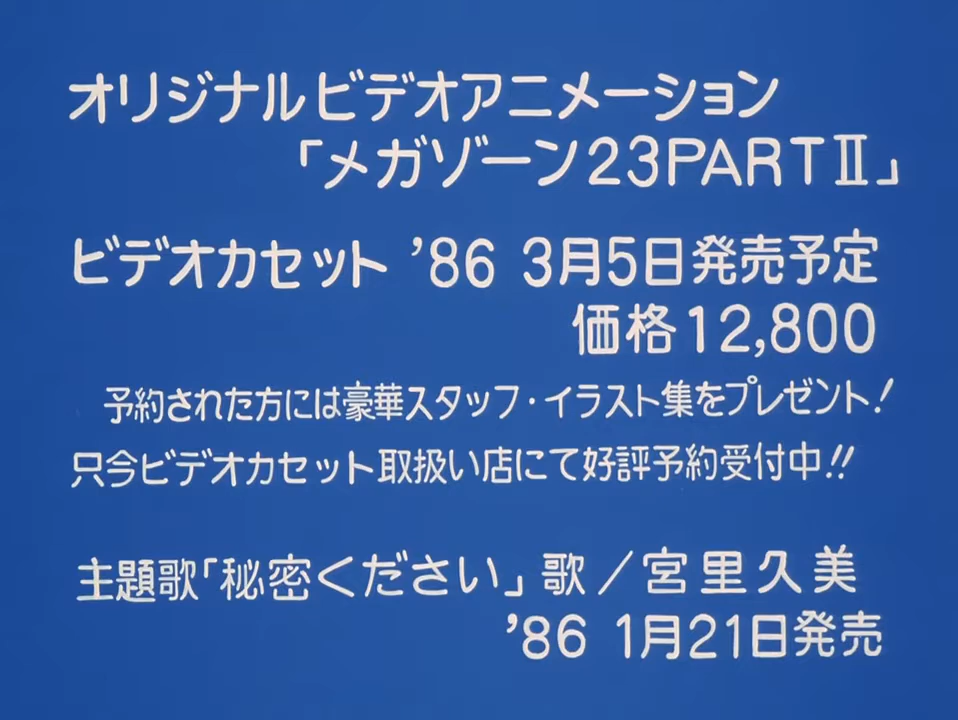 オリジナルビデオアニメーション
「メガゾーン23PARTⅡ」
ビデオカセット ’86 3月5日発売予定
価格12,800
予約された方には豪華スタッフ・イラスト集をプレゼント!
只今ビデオカセット取扱い店にて好評予約受付中!!
主題歌「秘密ください」 歌/宮里久美
’86 1月21日発売